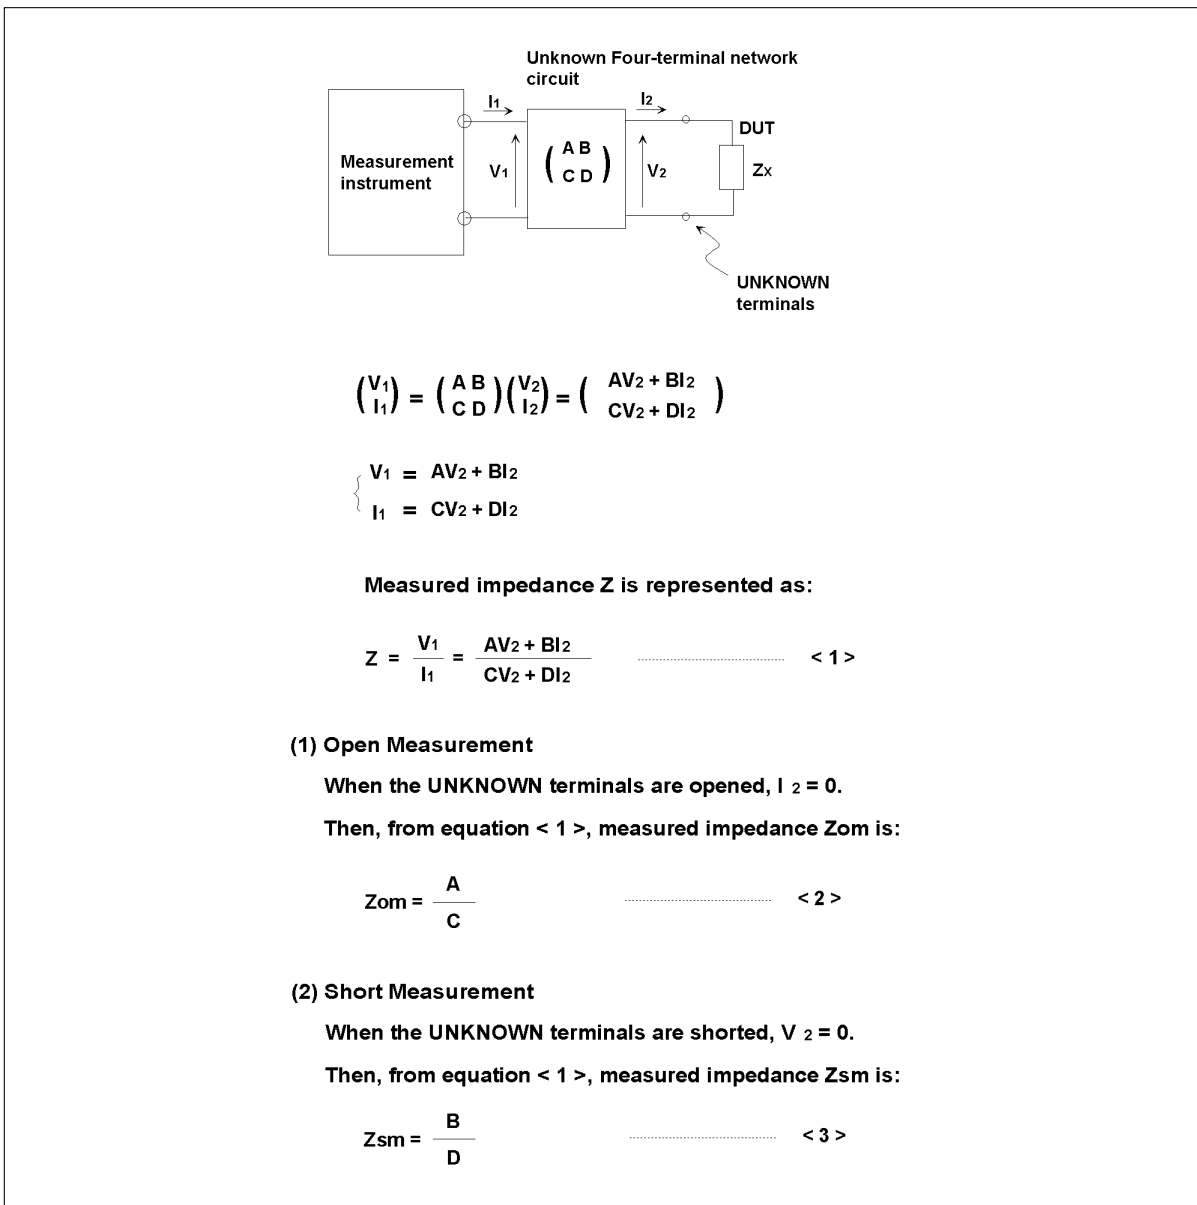 Unknown Four-terminal network
circuit
I1
I2
DUT
Measurement
instrument
V1
( A B
C D )
V2
Zx
UNKNOWN
terminals
(V1 I1) = (A B C D)(V2 I2) = ( AV2 + BI2 CV2 + DI2 )
V1 = AV2 + BI2
I1 = CV2 + DI2
Measured impedance Z is represented as:
Z = V1 / I1 = AV2 + BI2 / CV2 + DI2 .......... < 1 >
(1) Open Measurement
When the UNKNOWN terminals are opened, I 2 = 0.
Then, from equation < 1 >, measured impedance Zom is:
Zom = A / C .......... < 2 >
(2) Short Measurement
When the UNKNOWN terminals are shorted, V 2 = 0.
Then, from equation < 1 >, measured impedance Zsm is:
Zsm = B / D .......... < 3 >